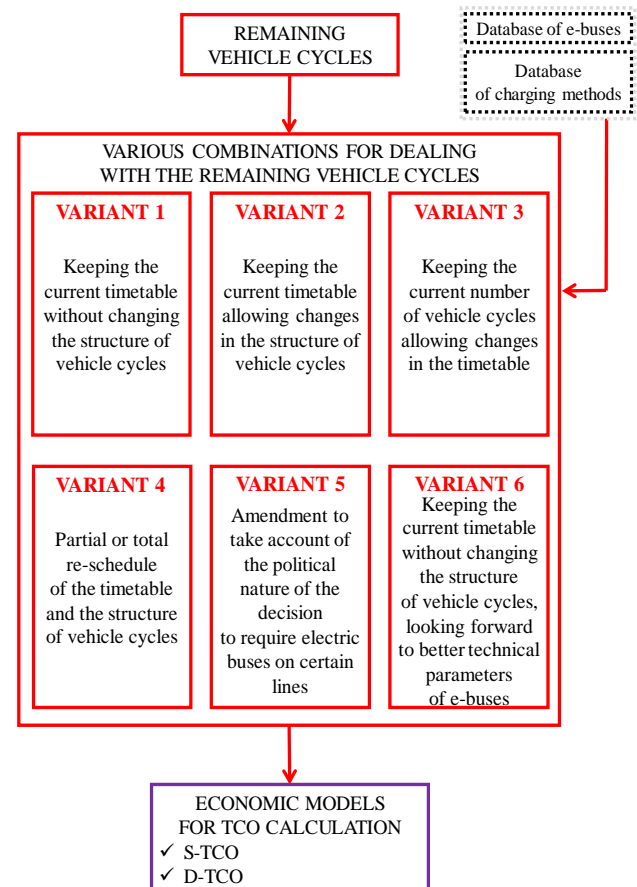 REMAINING
VEHICLE CYCLES
Database of e-buses
Database
of charging methods
VARIOUS COMBINATIONS FOR DEALING
WITH THE REMAINING VEHICLE CYCLES
VARIANT 1
Keeping the
current timetable
without changing
the structure of
vehicle cycles
VARIANT 2
Keeping the
current timetable
allowing changes
in the structure of
vehicle cycles
VARIANT 3
Keeping the
current number
of vehicle cycles
allowing changes
in the timetable
VARIANT 4
Partial or total
re-schedule
of the timetable
and the structure
of vehicle cycles
VARIANT 5
Amendment to
take account of
the political
nature of the
decision
to require electric
buses on certain
lines
VARIANT 6
Keeping the
current timetable
without changing
the structure
of vehicle cycles,
looking forward
to better technical
parameters
of e-buses
ECONOMIC MODELS
FOR TCO CALCULATION
✓ S-TCO
✓ D-TCO